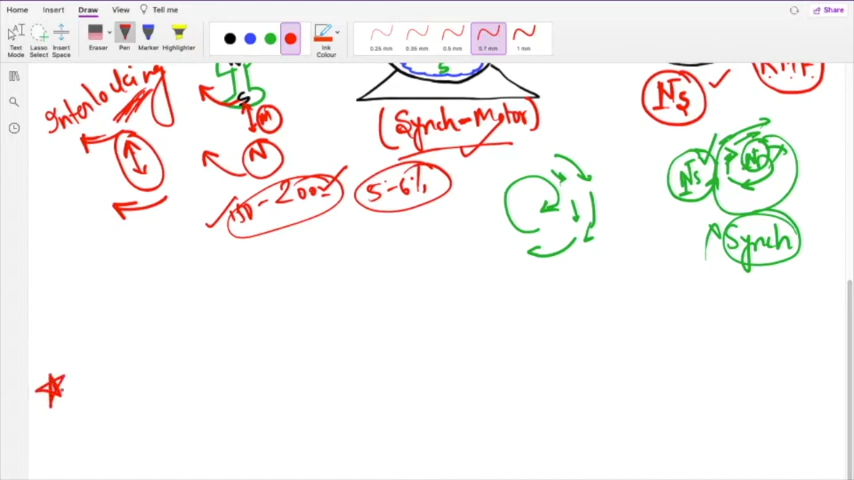 Home Insert Draw View Tell me Share
Text Mode
Lasso Select
Insert Space
Eraser
Pen
Marker
Highlighter
Ink Colour
0.25 mm
0.35 mm
0.5 mm
0.7 mm
1 mm
Interlocking
S
M
N
S
(Synch-Motor)
Ns
RMF
150-200V
5-6%
Ns
Synch